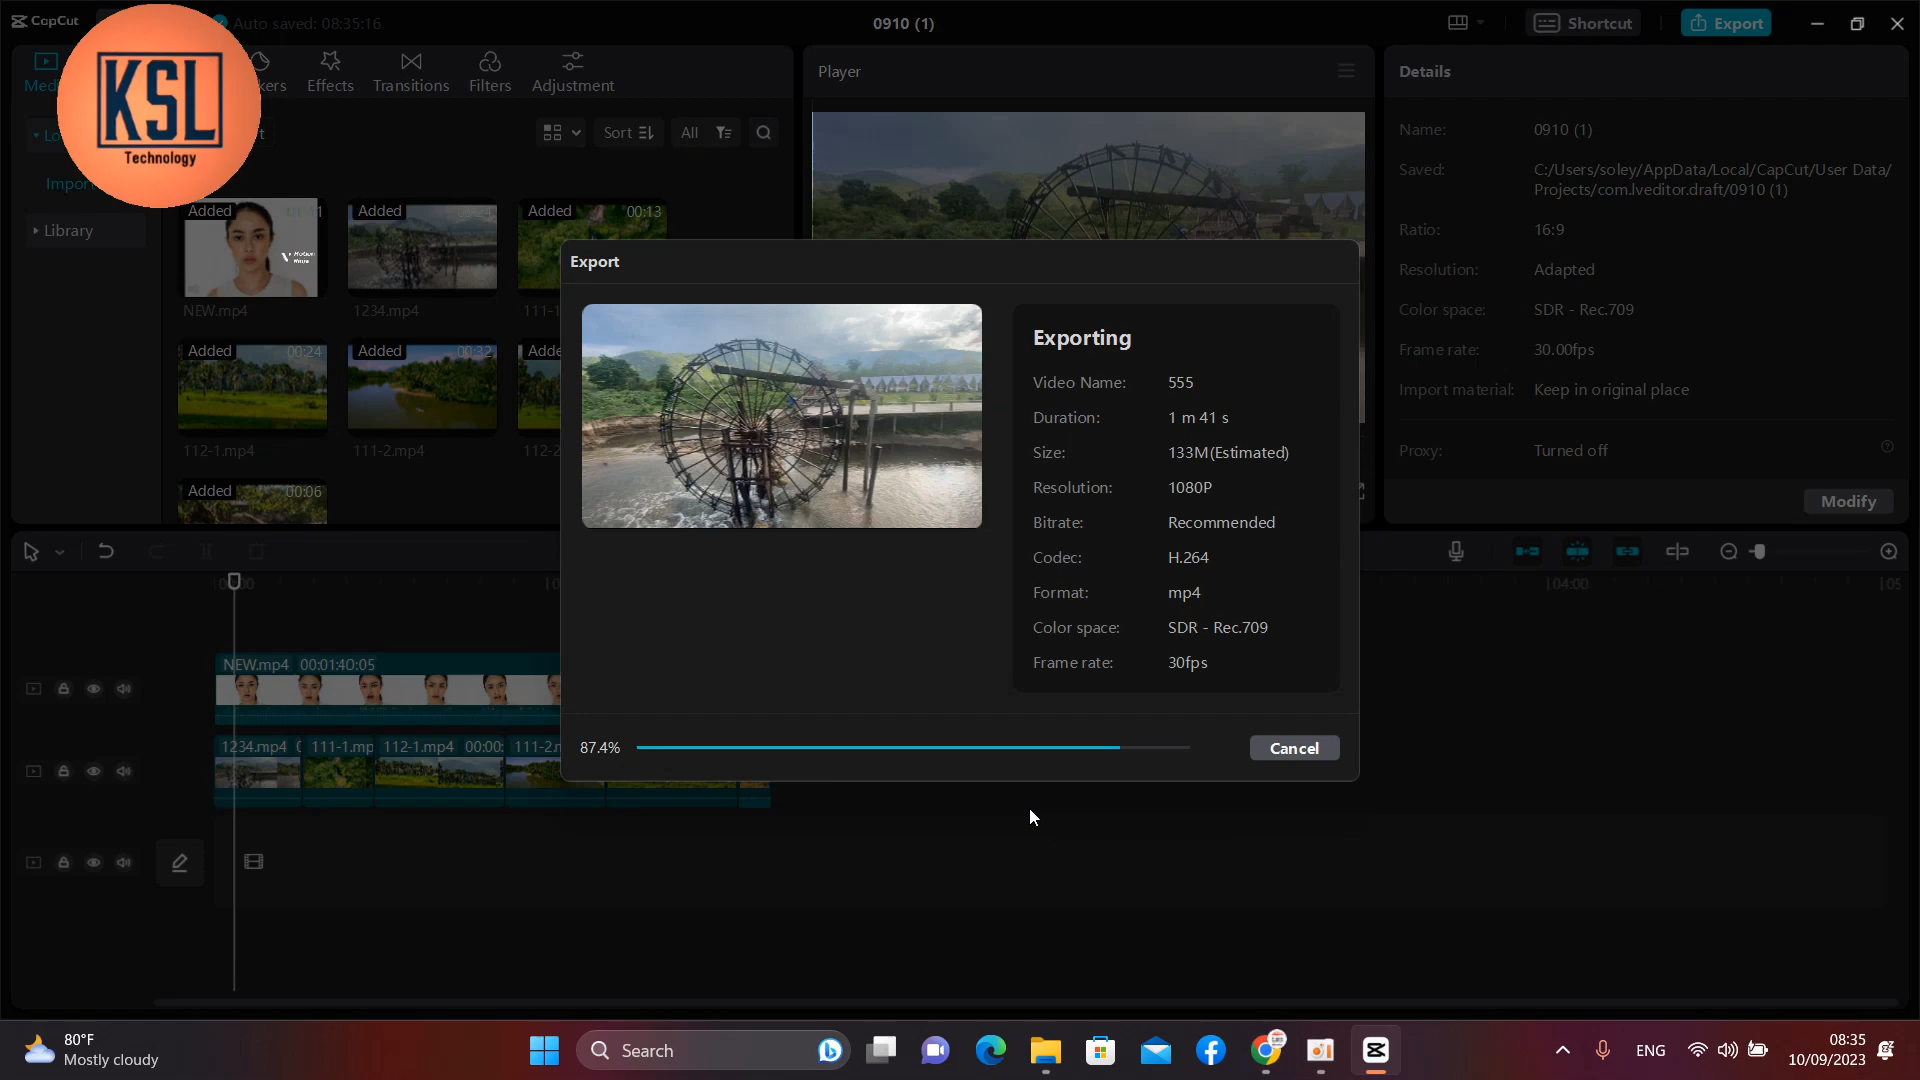 CapCut
Auto saved: 08:35:16
0910 (1)
Shortcut
Export
KSL
Technology
Effects
Transitions
Filters
Adjustment
Sort
All
Import
Library
Added
Added
Added 00:13
NEW.mp4
1234.mp4
Added 00:24
Added 00:32
112-1.mp4
111-2.mp4
Added 00:06
Player
Details
Name: 0910 (1)
Saved: C:/Users/soley/AppData/Local/CapCut/User Data/
Projects/com.lveditor.draft/0910 (1)
Ratio: 16:9
Resolution: Adapted
Color space: SDR - Rec.709
Frame rate: 30.00fps
Import material: Keep in original place
Proxy: Turned off
Modify
Export
Exporting
Video Name: 555
Duration: 1 m 41 s
Size: 133M(Estimated)
Resolution: 1080P
Bitrate: Recommended
Codec: H.264
Format: mp4
Color space: SDR - Rec.709
Frame rate: 30fps
87.4%
Cancel
04:00
05
NEW.mp4 00:01:40:05
1234.mp4
111-1.mp
112-1.mp4 00:00:
80°F
Mostly cloudy
Search
ENG
08:35
10/09/2023